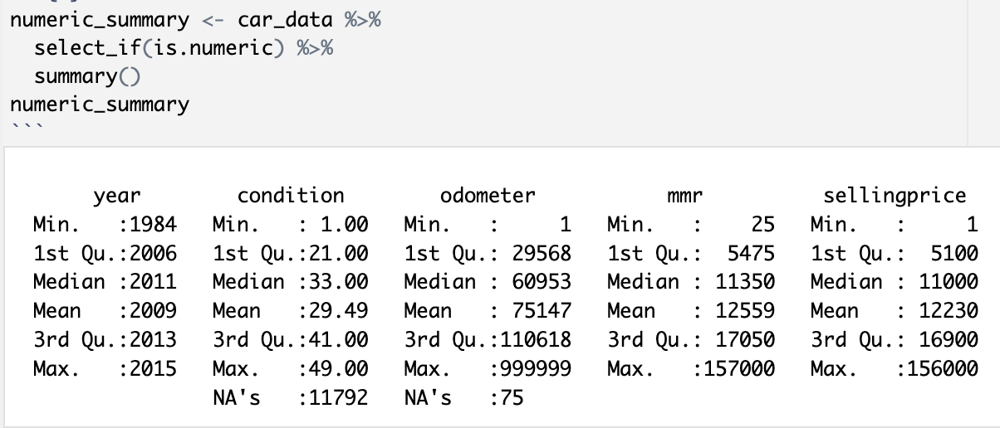 numeric_summary <- car_data %>%
  select_if(is.numeric) %>%
  summary()
numeric_summary
```
      year        condition        odometer           mmr          sellingprice
 Min.   :1984   Min.   : 1.00   Min.   :     1   Min.   :    25   Min.   :     1
 1st Qu.:2006   1st Qu.:21.00   1st Qu.: 29568   1st Qu.:  5475   1st Qu.:  5100
 Median :2011   Median :33.00   Median : 60953   Median : 11350   Median : 11000
 Mean   :2009   Mean   :29.49   Mean   : 75147   Mean   : 12559   Mean   : 12230
 3rd Qu.:2013   3rd Qu.:41.00   3rd Qu.:110618   3rd Qu.: 17050   3rd Qu.: 16900
 Max.   :2015   Max.   :49.00   Max.   :999999   Max.   :157000   Max.   :156000
                NA's   :11792   NA's   :75